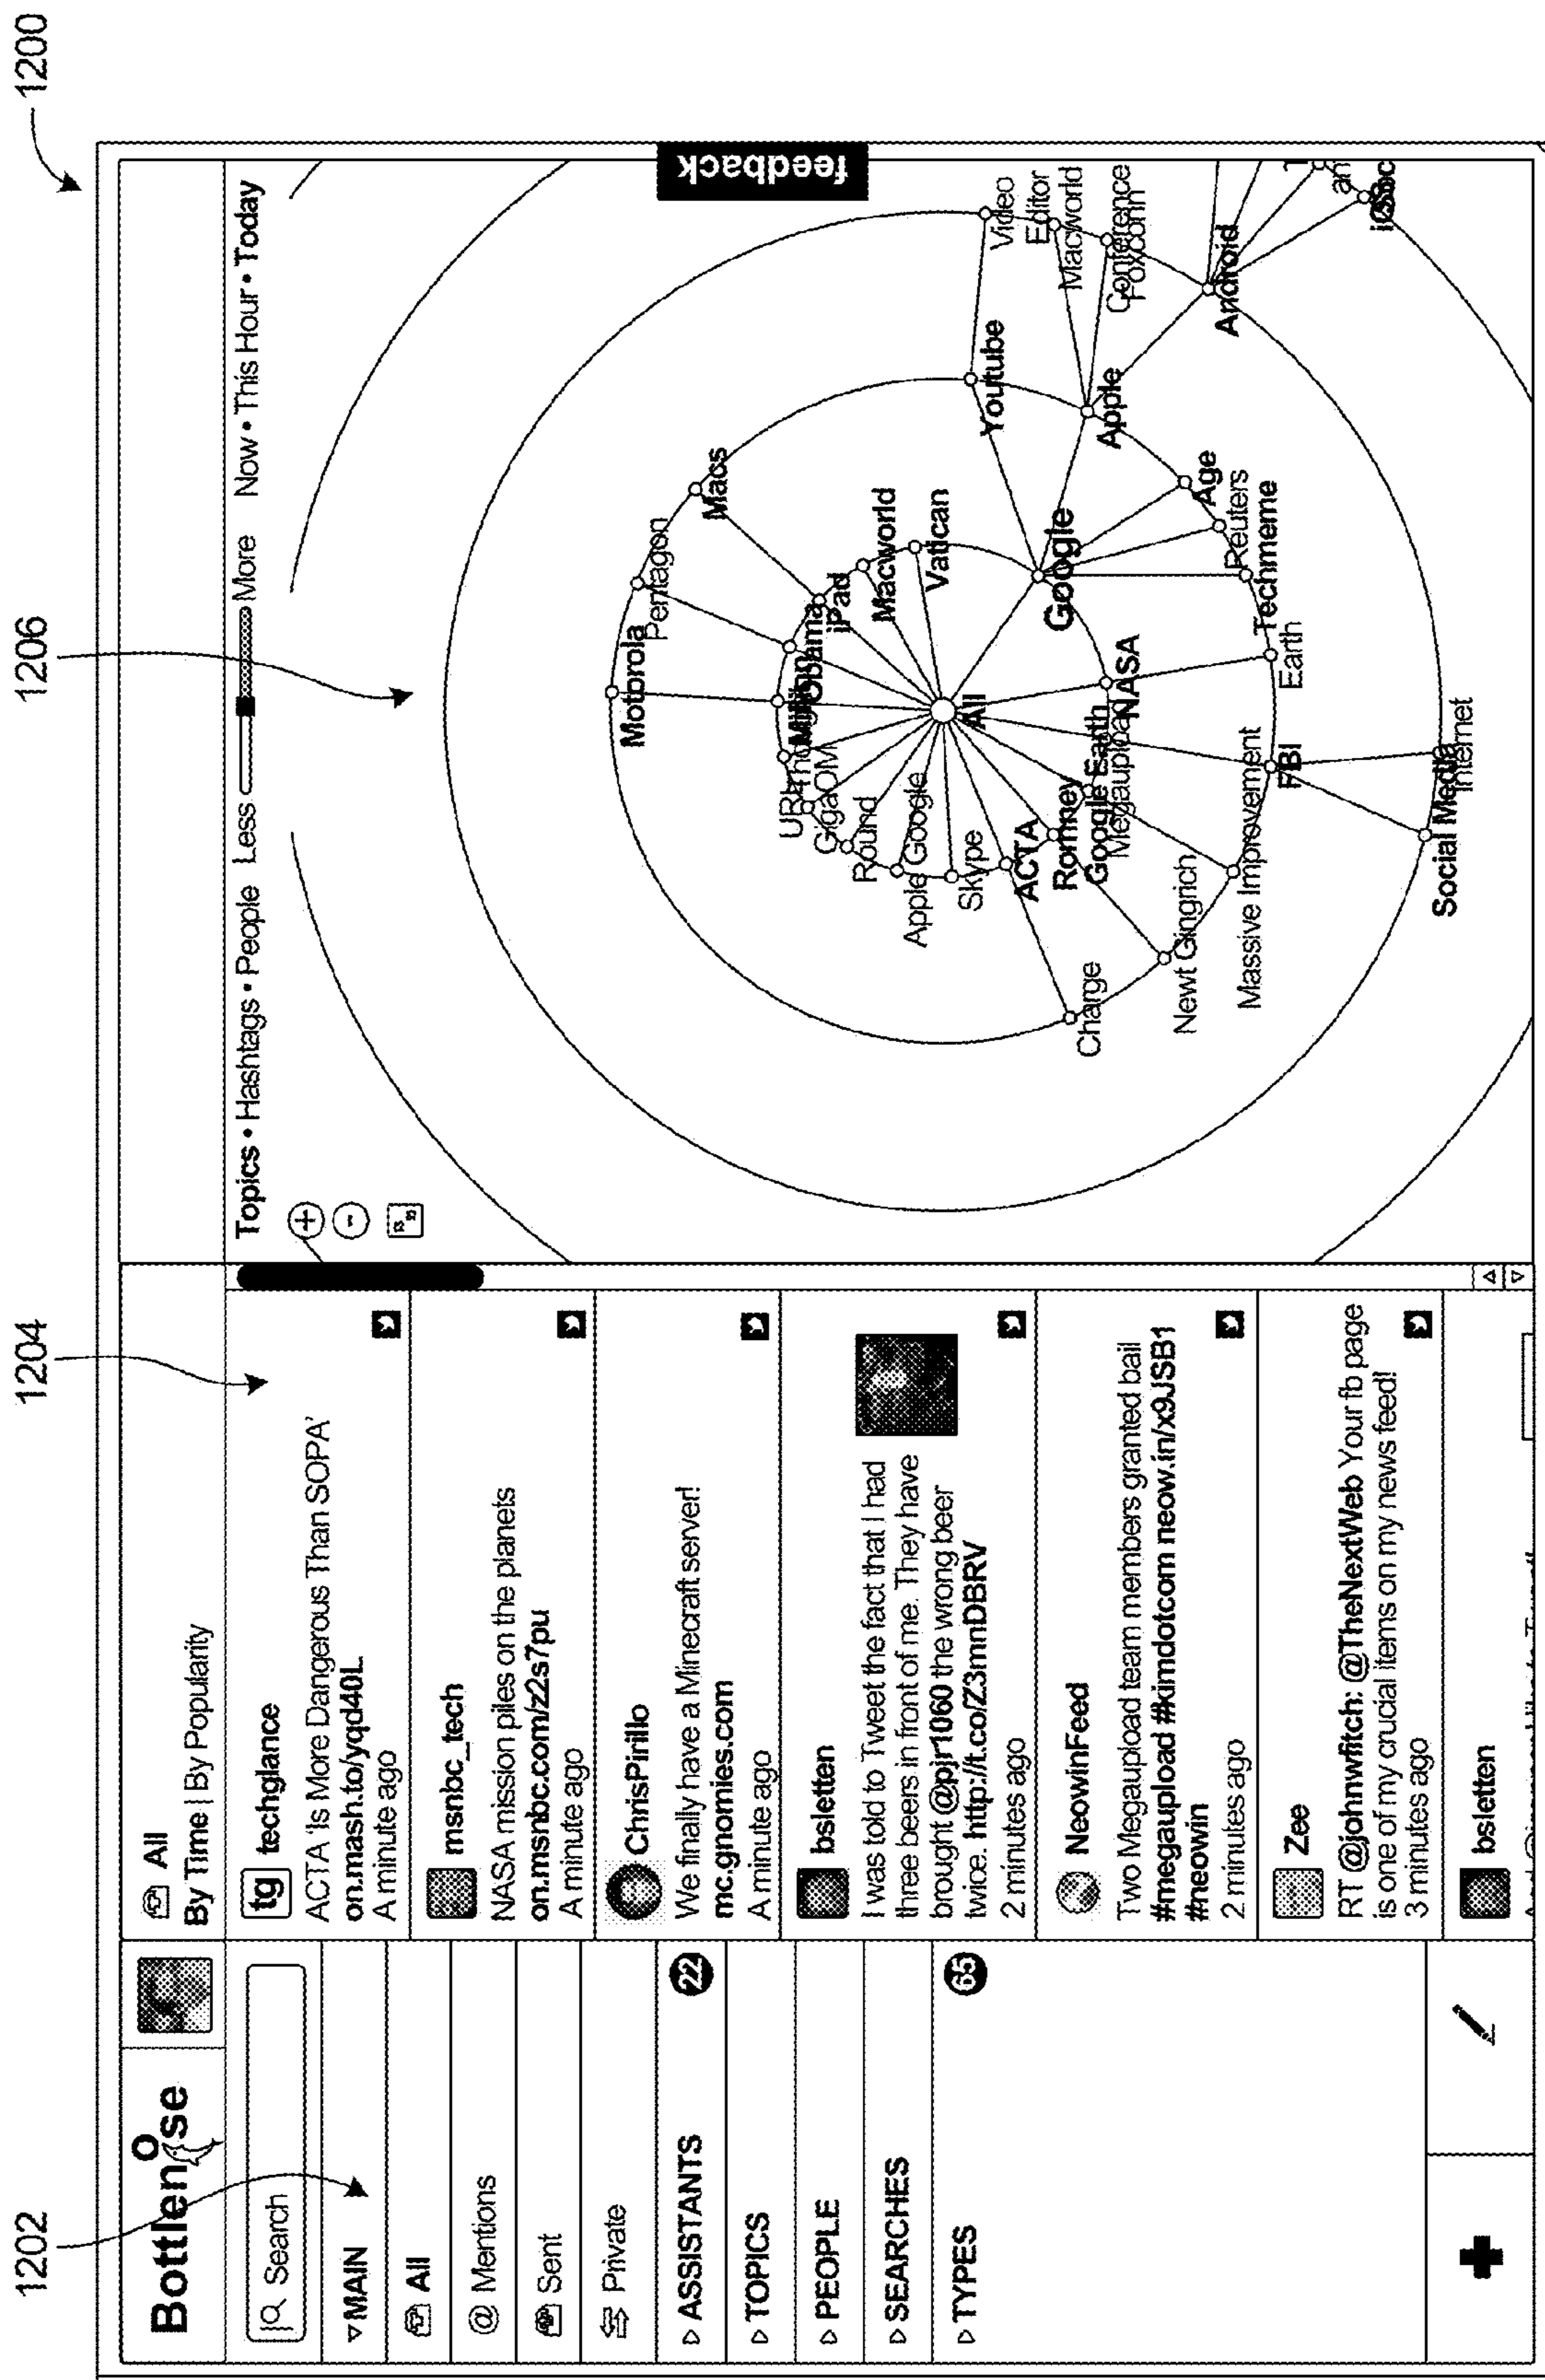 1200
1202
1204
1206
Bottlenose
Search
MAIN
All
@ Mentions
Sent
Private
ASSISTANTS 22
TOPICS
PEOPLE
SEARCHES
TYPES 65
All
By Time | By Popularity
tg techglance
ACTA 'Is More Dangerous Than SOPA'
on.mash.to/yqd40L
A minute ago
msnbc_tech
NASA mission piles on the planets
on.msnbc.com/z2s7pu
A minute ago
ChrisPirillo
We finally have a Minecraft server!
mc.gnomies.com
A minute ago
bsletten
I was told to Tweet the fact that I had
three beers in front of me. They have
brought @pjr1060 the wrong beer
twice. http://t.co/Z3mnDBRV
2 minutes ago
NeowinFeed
Two Megaupload team members granted bail
#megaupload #kimdotcom neow.in/x9JSB1
#neowin
2 minutes ago
Zee
RT @johnwfitch: @TheNextWeb Your fb page
is one of my crucial items on my news feed!
3 minutes ago
bsletten
Topics • Hashtags • People Less More Now • This Hour • Today
feedback
Motorola
Pentagon
Macs
Obama
iPad
Macworld
Vatican
GigaOM
Round
Apple Google
Skype
ACTA
Romney
Google Earth
Megaupload
NASA
All
Google
Youtube
Video
Editor
Macworld
Conference
Foxconn
Apple
Android
Age
Reuters
Techmeme
Earth
FBI
Massive Improvement
Newt Gingrich
Charge
Social Media
Internet